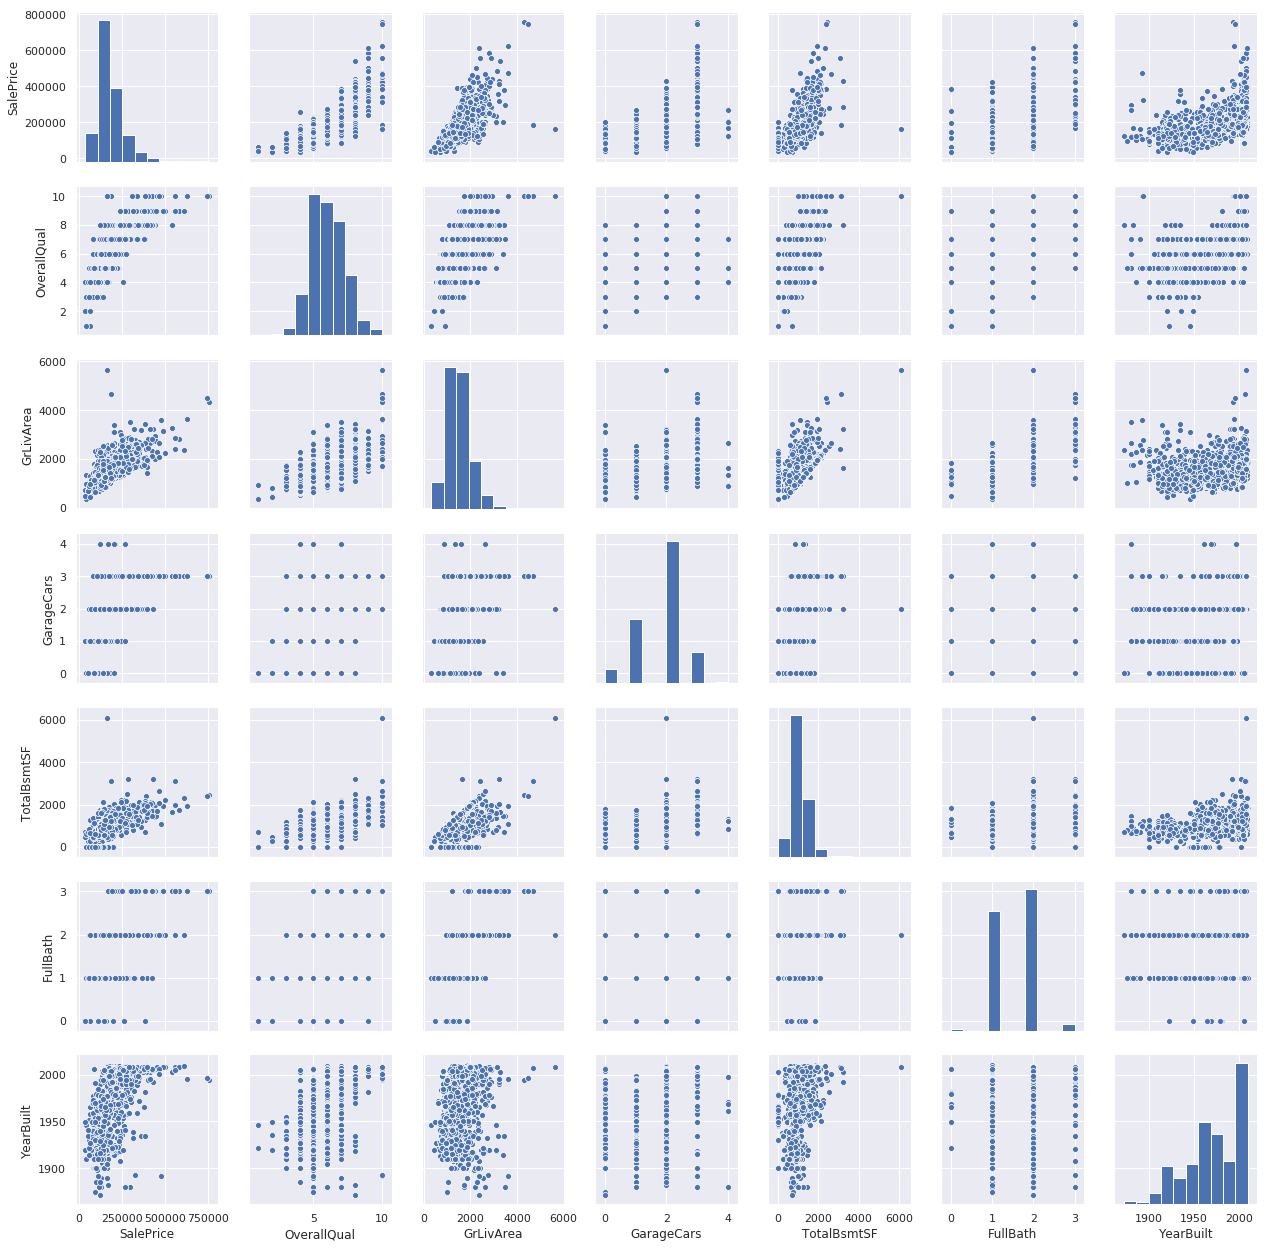 800000
600000
400000
200000
0
SalePrice
10
8
6
4
2
OverallQual
6000
4000
2000
0
GrLivArea
4
3
2
1
0
GarageCars
6000
4000
2000
0
TotalBsmtSF
3
2
1
0
FullBath
2000
1950
1900
YearBuilt
0 250000 500000 750000
5 10
0 2000 4000 6000
0 2 4
0 2000 4000 6000
0 1 2 3
1900 1950 2000
SalePrice OverallQual GrLivArea GarageCars TotalBsmtSF FullBath YearBuilt